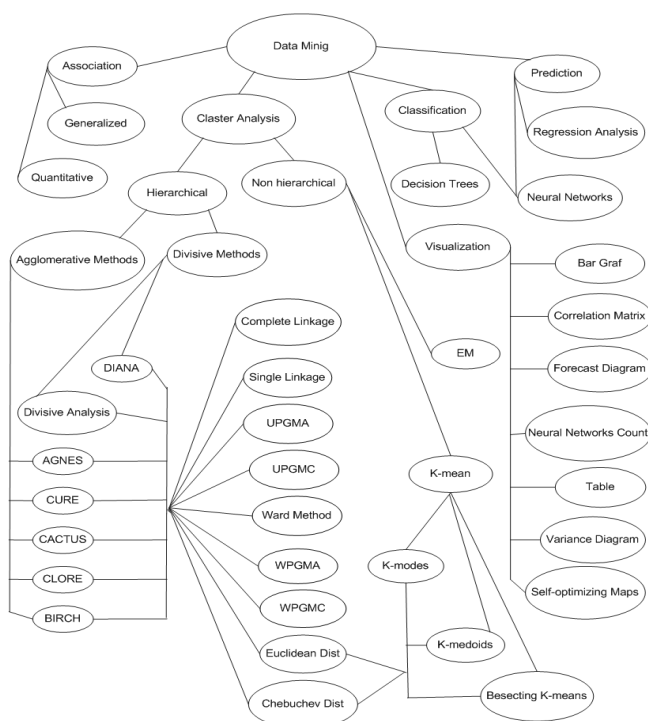 Data Minig
Association
Prediction
Claster Analysis
Classification
Generalized
Regression Analysis
Quantitative
Hierarchical
Non hierarchical
Decision Trees
Neural Networks
Agglomerative Methods
Divisive Methods
Visualization
Bar Graf
Complete Linkage
Correlation Matrix
DIANA
EM
Forecast Diagram
Single Linkage
Divisive Analysis
UPGMA
Neural Networks Count
AGNES
UPGMC
K-mean
Table
CURE
Ward Method
CACTUS
Variance Diagram
WPGMA
K-modes
CLORE
Self-optimizing Maps
WPGMC
BIRCH
Euclidean Dist
K-medoids
Chebuchev Dist
Besecting K-means